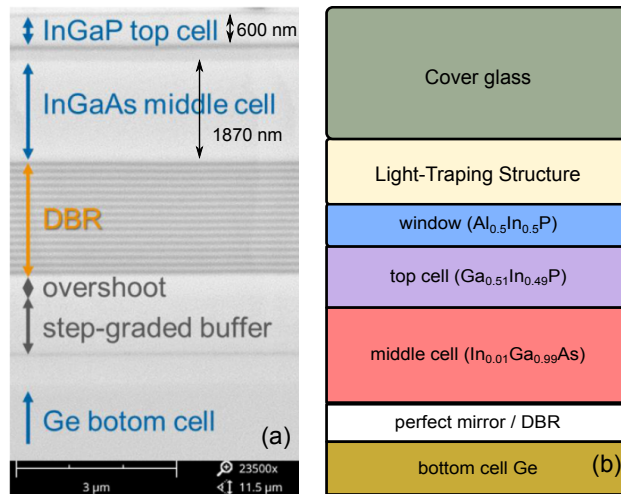 InGaP top cell
600 nm
InGaAs middle cell
1870 nm
DBR
overshoot
step-graded buffer
Ge botom cell
(a)
3 µm
23500x
11.5 µm
Cover glass
Light-Traping Structure
window (Al₀.₅In₀.₅P)
top cell (Ga₀.₅₁In₀.₄₉P)
middle cell (In₀.₀₁Ga₀.₉₉As)
perfect mirror / DBR
bottom cell Ge
(b)